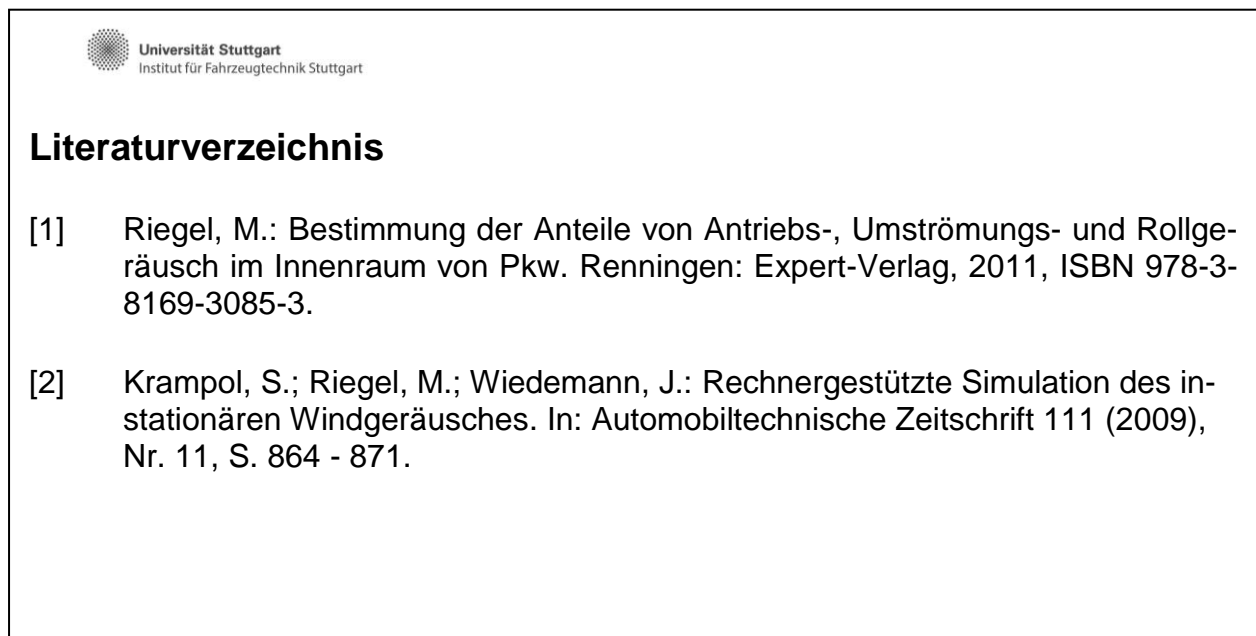 Universität Stuttgart
Institut für Fahrzeugtechnik Stuttgart
Literaturverzeichnis
[1] Riegel, M.: Bestimmung der Anteile von Antriebs-, Umströmungs- und Rollge-
räusch im Innenraum von Pkw. Renningen: Expert-Verlag, 2011, ISBN 978-3-
8169-3085-3.
[2] Krampol, S.; Riegel, M.; Wiedemann, J.: Rechnergestützte Simulation des in-
stationären Windgeräusches. In: Automobiltechnische Zeitschrift 111 (2009),
Nr. 11, S. 864 - 871.